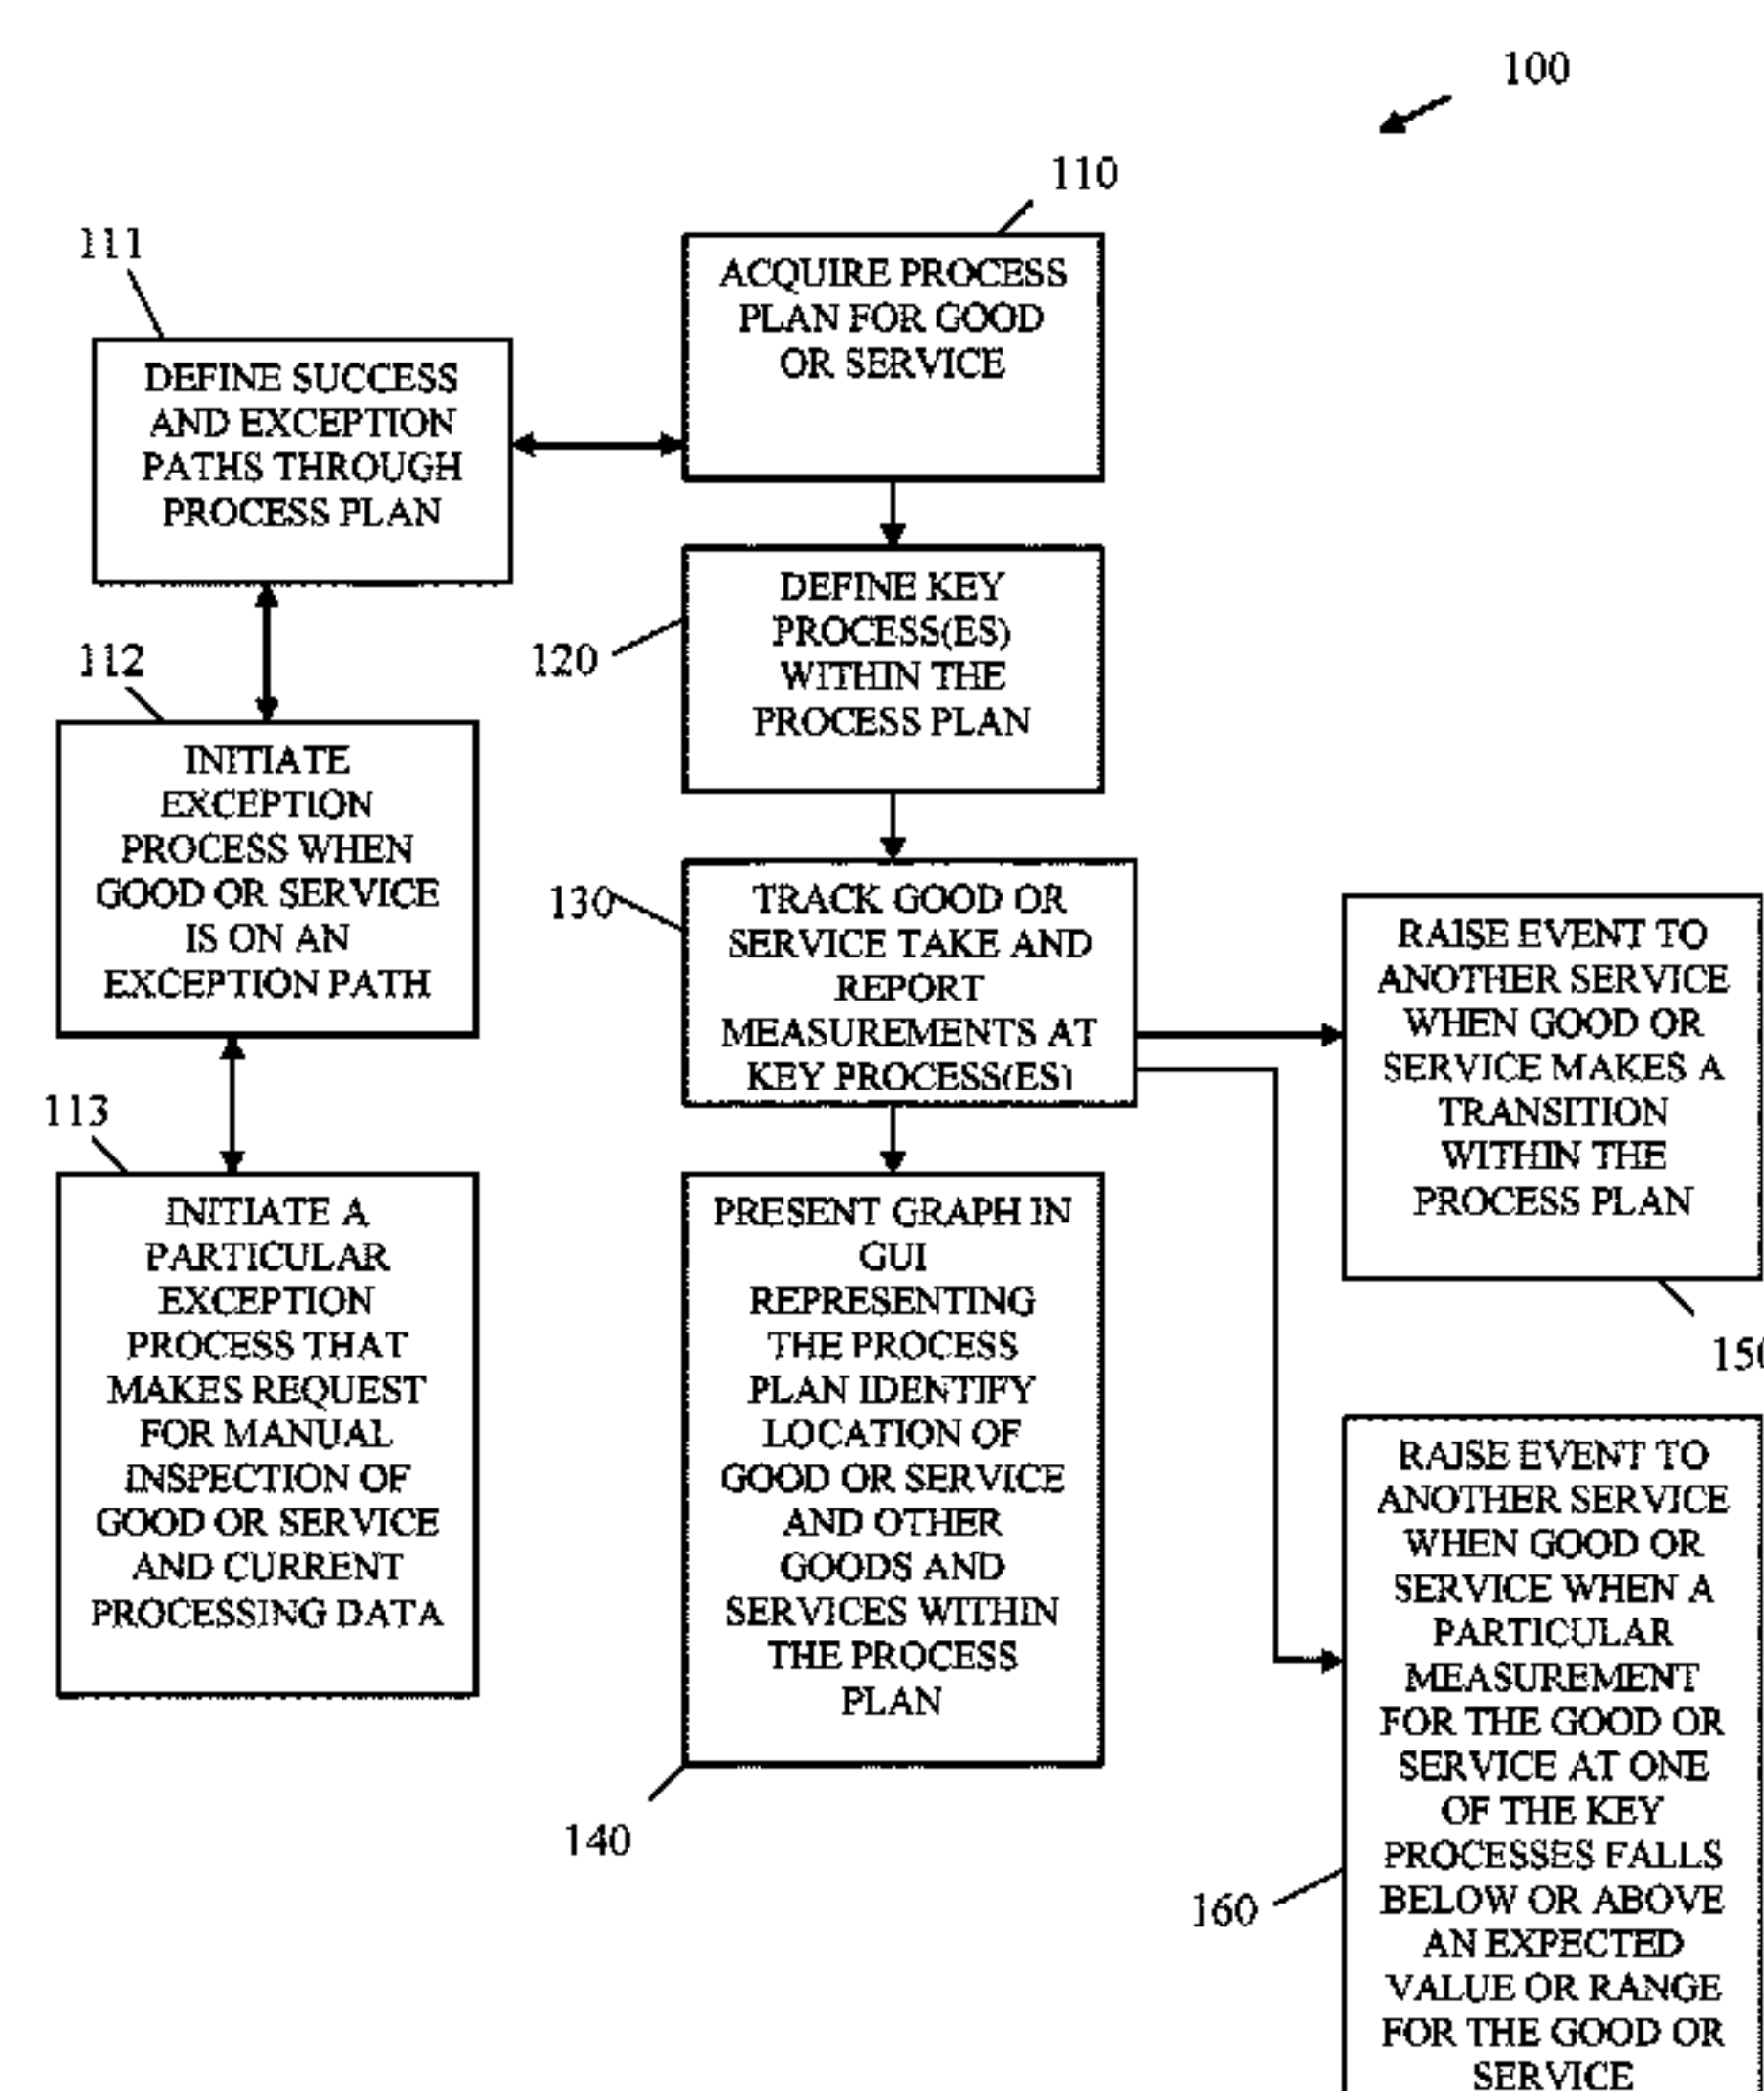 100
110
ACQUIRE PROCESS
PLAN FOR GOOD
OR SERVICE
111
DEFINE SUCCESS
AND EXCEPTION
PATHS THROUGH
PROCESS PLAN
120
DEFINE KEY
PROCESS(ES)
WITHIN THE
PROCESS PLAN
112
INITIATE
EXCEPTION
PROCESS WHEN
GOOD OR SERVICE
IS ON AN
EXCEPTION PATH
130
TRACK GOOD OR
SERVICE TAKE AND
REPORT
MEASUREMENTS AT
KEY PROCESS(ES)
RAISE EVENT TO
ANOTHER SERVICE
WHEN GOOD OR
SERVICE MAKES A
TRANSITION
WITHIN THE
PROCESS PLAN
150
113
INITIATE A
PARTICULAR
EXCEPTION
PROCESS THAT
MAKES REQUEST
FOR MANUAL
INSPECTION OF
GOOD OR SERVICE
AND CURRENT
PROCESSING DATA
PRESENT GRAPH IN
GUI
REPRESENTING
THE PROCESS
PLAN IDENTIFY
LOCATION OF
GOOD OR SERVICE
AND OTHER
GOODS AND
SERVICES WITHIN
THE PROCESS
PLAN
140
RAISE EVENT TO
ANOTHER SERVICE
WHEN GOOD OR
SERVICE WHEN A
PARTICULAR
MEASUREMENT
FOR THE GOOD OR
SERVICE AT ONE
OF THE KEY
PROCESSES FALLS
BELOW OR ABOVE
AN EXPECTED
VALUE OR RANGE
FOR THE GOOD OR
SERVICE
160